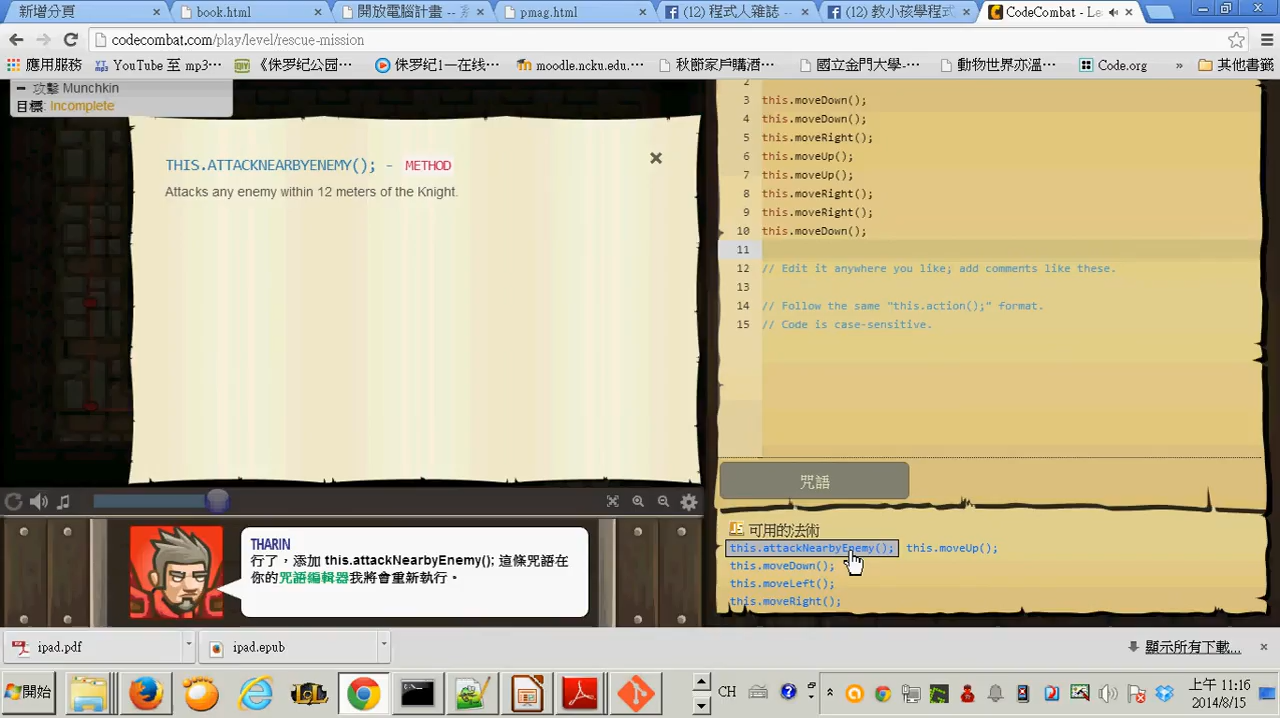 新增分頁
book.html
開放電腦計畫 -- 系
pmag.html
(12) 程式人雜誌 --
(12) 教小孩學程式
CodeCombat - Le
codecombat.com/play/level/rescue-mission
應用服務
YouTube 至 mp3…
《侏罗纪公园…
侏罗纪1一在线…
moodle.ncku.edu.…
秋節家戶購酒…
國立金門大學-…
動物世界亦溫…
Code.org
»
其他書籤
攻擊 Munchkin
目標: Incomplete
THIS.ATTACKNEARBYENEMY(); - METHOD
Attacks any enemy within 12 meters of the Knight.
2
3 this.moveDown();
4 this.moveDown();
5 this.moveRight();
6 this.moveUp();
7 this.moveUp();
8 this.moveRight();
9 this.moveRight();
10 this.moveDown();
11
12 // Edit it anywhere you like; add comments like these.
13
14 // Follow the same "this.action();" format.
15 // Code is case-sensitive.
咒語
可用的法術
this.attackNearbyEnemy(); this.moveUp();
this.moveDown();
this.moveLeft();
this.moveRight();
THARIN
行了，添加 this.attackNearbyEnemy(); 這條咒語在
你的咒語編輯器我將會重新執行。
ipad.pdf
ipad.epub
顯示所有下載...
開始
CH
上午 11:16
2014/8/15